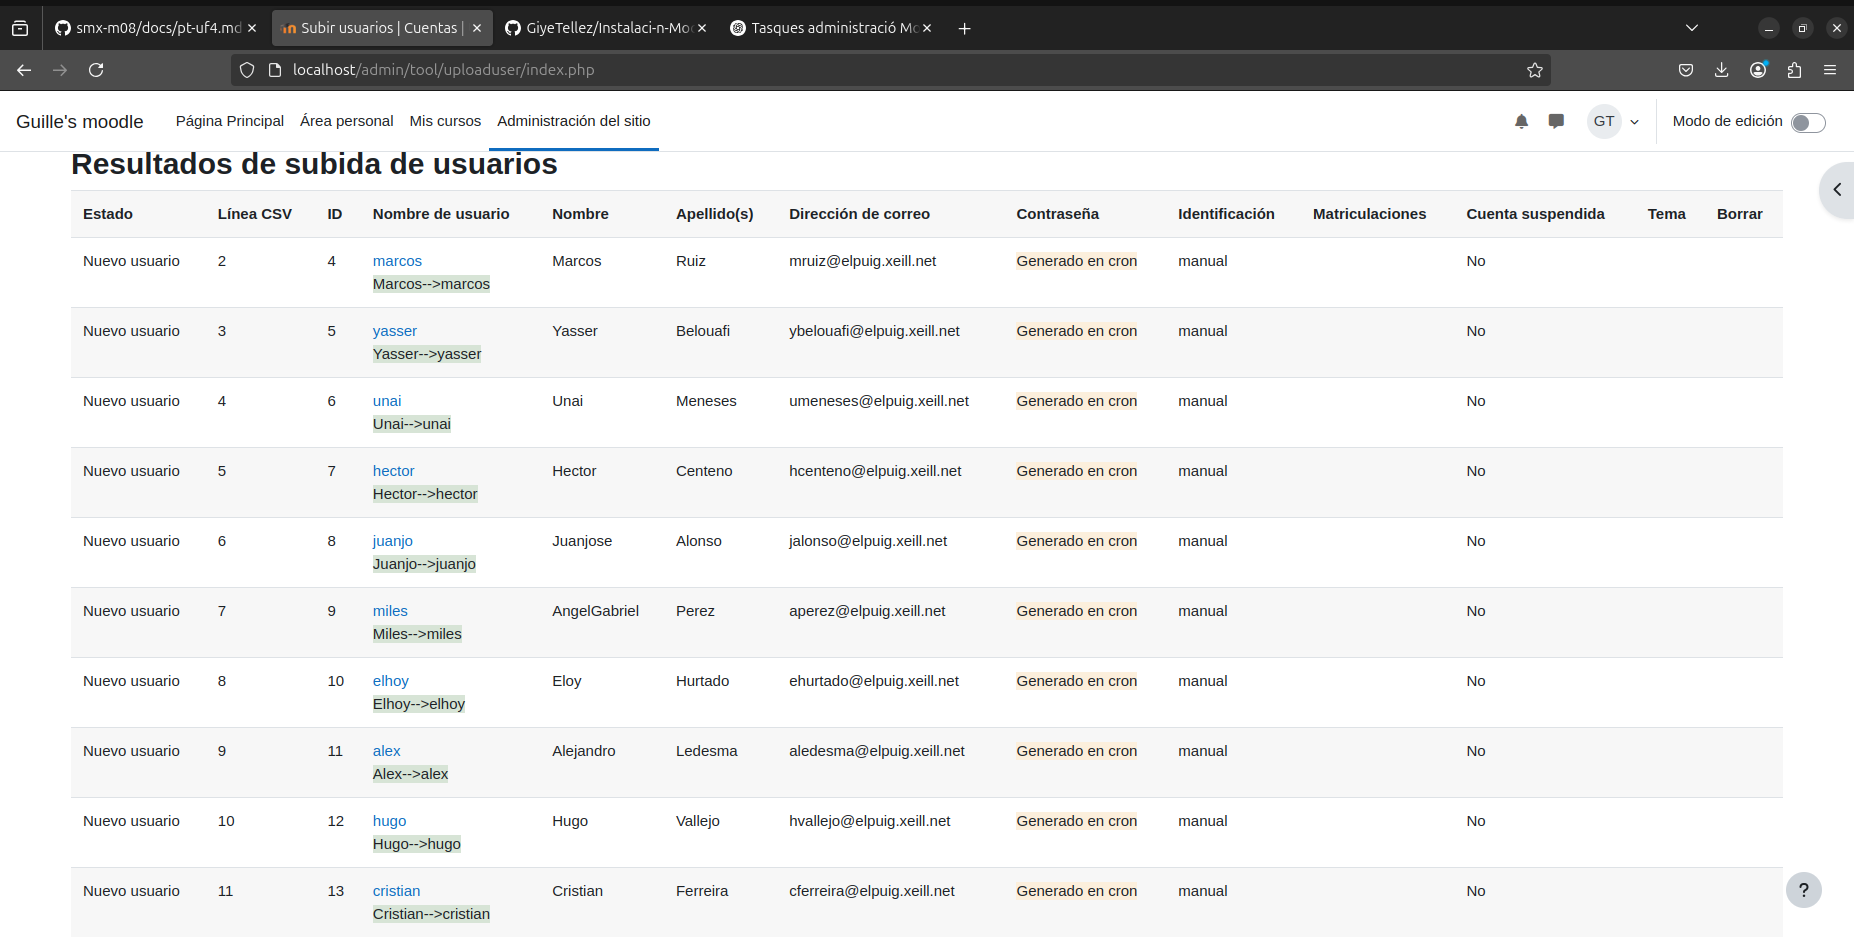 smx-m08/docs/pt-uf4.md
Subir usuarios | Cuentas |
GiyeTellez/Instalaci-n-Moo
Tasques administració Mo
localhost/admin/tool/uploaduser/index.php
Guille's moodle Página Principal Área personal Mis cursos Administración del sitio GT Modo de edición
Resultados de subida de usuarios
Estado Línea CSV ID Nombre de usuario Nombre Apellido(s) Dirección de correo Contraseña Identificación Matriculaciones Cuenta suspendida Tema Borrar
Nuevo usuario 2 4 marcos Marcos Ruiz mruiz@elpuig.xeill.net Generado en cron manual No
Marcos-->marcos
Nuevo usuario 3 5 yasser Yasser Belouafi ybelouafi@elpuig.xeill.net Generado en cron manual No
Yasser-->yasser
Nuevo usuario 4 6 unai Unai Meneses umeneses@elpuig.xeill.net Generado en cron manual No
Unai-->unai
Nuevo usuario 5 7 hector Hector Centeno hcenteno@elpuig.xeill.net Generado en cron manual No
Hector-->hector
Nuevo usuario 6 8 juanjo Juanjose Alonso jalonso@elpuig.xeill.net Generado en cron manual No
Juanjo-->juanjo
Nuevo usuario 7 9 miles AngelGabriel Perez aperez@elpuig.xeill.net Generado en cron manual No
Miles-->miles
Nuevo usuario 8 10 elhoy Eloy Hurtado ehurtado@elpuig.xeill.net Generado en cron manual No
Elhoy-->elhoy
Nuevo usuario 9 11 alex Alejandro Ledesma aledesma@elpuig.xeill.net Generado en cron manual No
Alex-->alex
Nuevo usuario 10 12 hugo Hugo Vallejo hvallejo@elpuig.xeill.net Generado en cron manual No
Hugo-->hugo
Nuevo usuario 11 13 cristian Cristian Ferreira cferreira@elpuig.xeill.net Generado en cron manual No
Cristian-->cristian
?